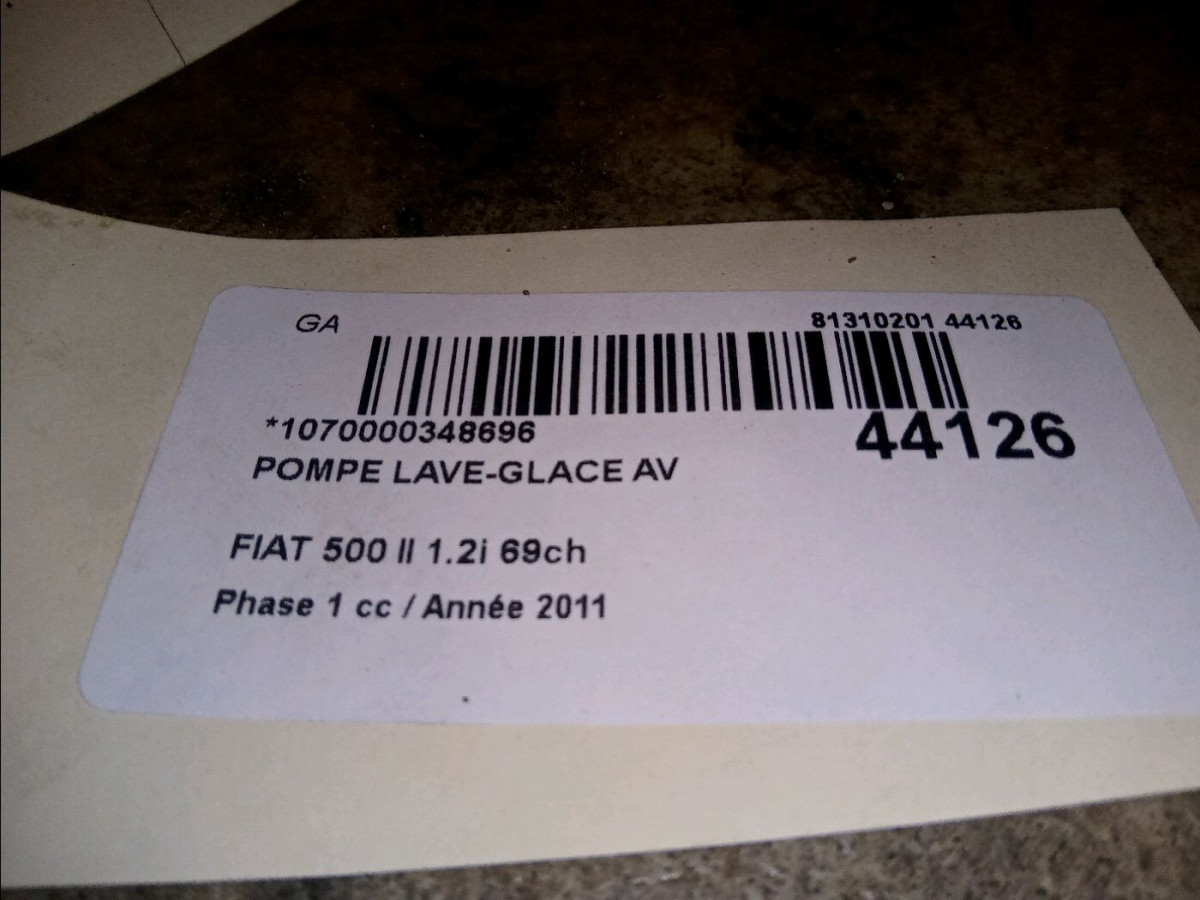 GA 81310201 44126
*1070000348696 44126
POMPE LAVE-GLACE AV
FIAT 500 II 1.2i 69ch
Phase 1 cc / Année 2011